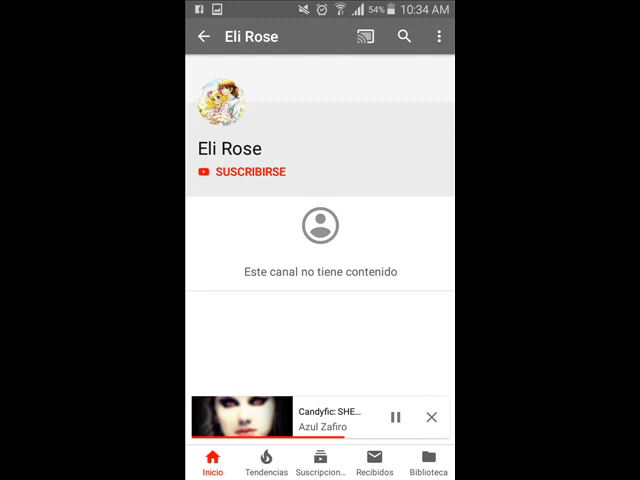 54% 10:34 AM
Eli Rose
Eli Rose
SUSCRIBIRSE
Este canal no tiene contenido
Candyfic: SHE...
Azul Zafiro
Inicio Tendencias Suscripcion... Recibidos Biblioteca